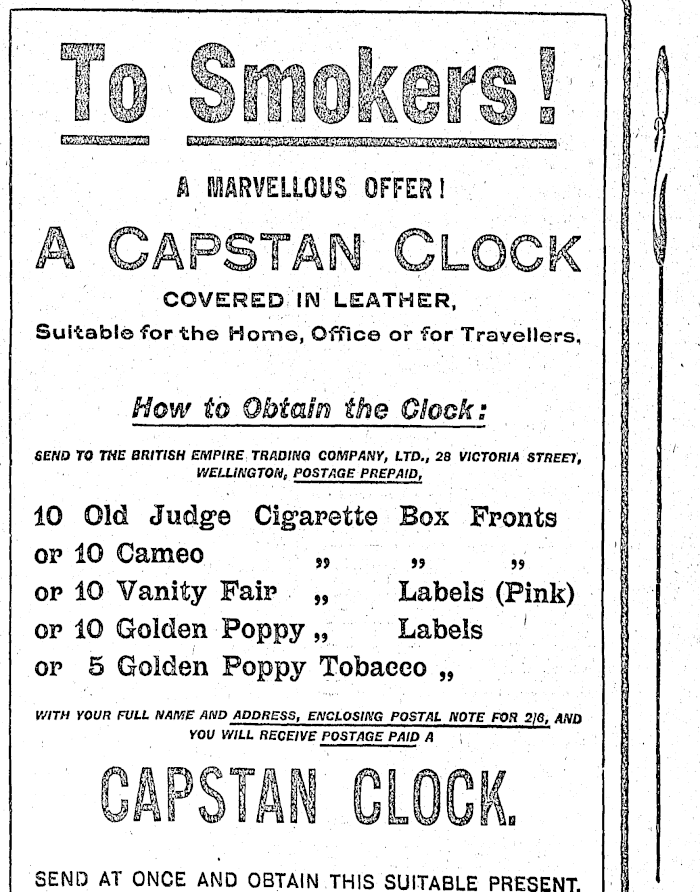 To Smokers!
A MARVELLOUS OFFER!
A CAPSTAN CLOCK
COVERED IN LEATHER,
Suitable for the Home, Office or for Travellers.
How to Obtain the Clock:
SEND TO THE BRITISH EMPIRE TRADING COMPANY, LTD., 28 VICTORIA STREET,
WELLINGTON, POSTAGE PREPAID,
10 Old Judge Cigarette Box Fronts
or 10 Cameo „ „ „
or 10 Vanity Fair „ Labels (Pink)
or 10 Golden Poppy „ Labels
or 5 Golden Poppy Tobacco „
WITH YOUR FULL NAME AND ADDRESS, ENCLOSING POSTAL NOTE FOR 2/6, AND
YOU WILL RECEIVE POSTAGE PAID A
CAPSTAN CLOCK.
SEND AT ONCE AND OBTAIN THIS SUITABLE PRESENT.